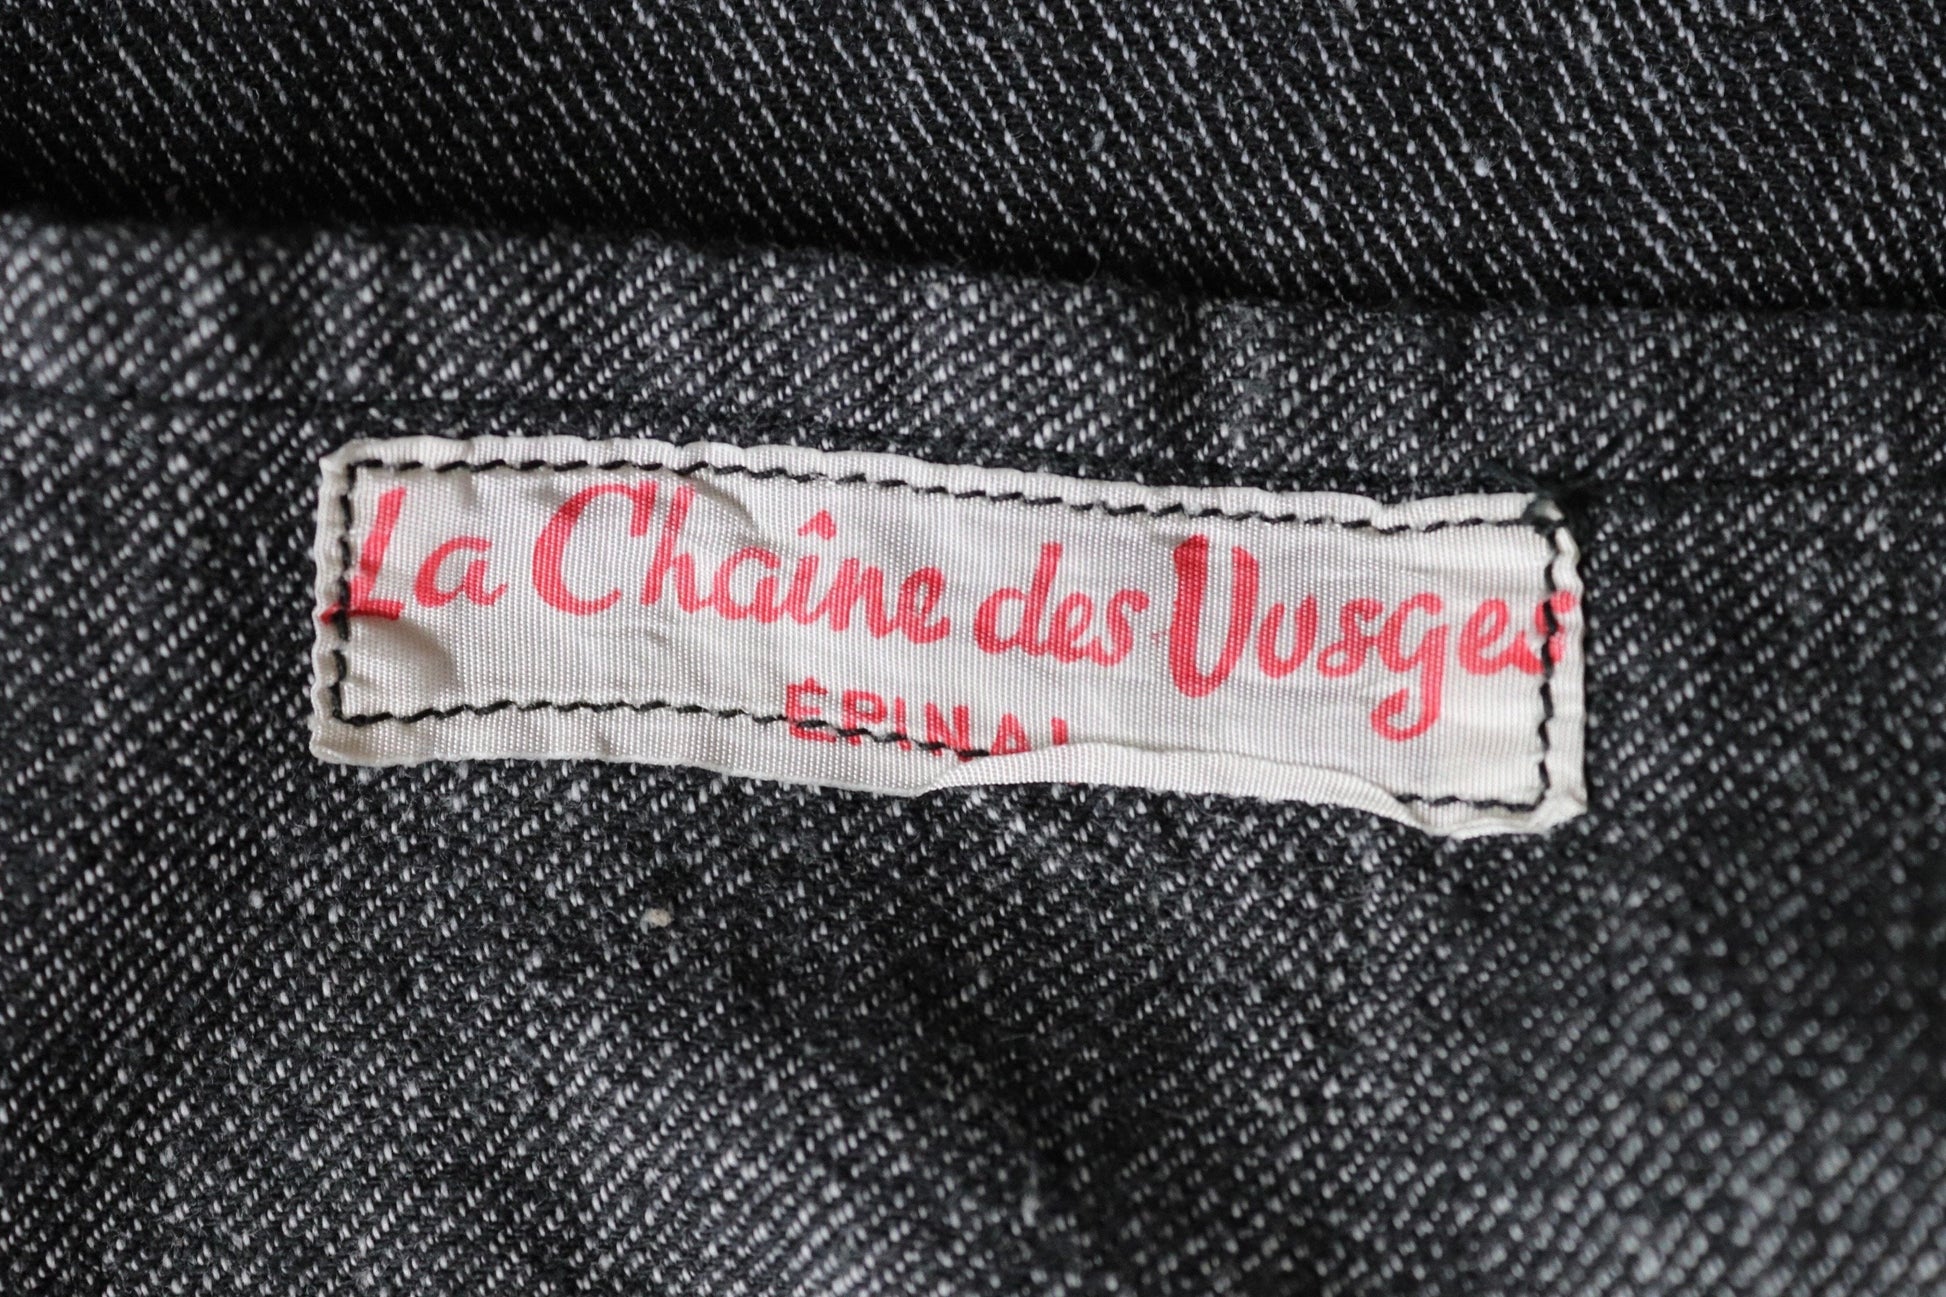 La Chaîne des Vosges
ÉPINAL